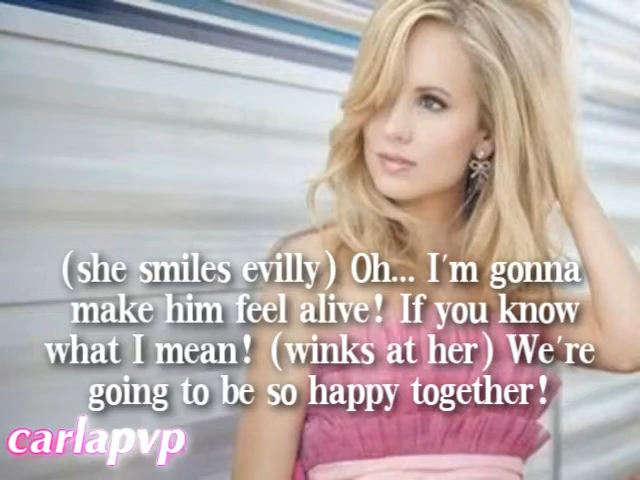 (she smiles evilly) Oh... I'm gonna
make him feel alive! If you know
what I mean! (winks at her) We're
going to be so happy together!
carlapvp